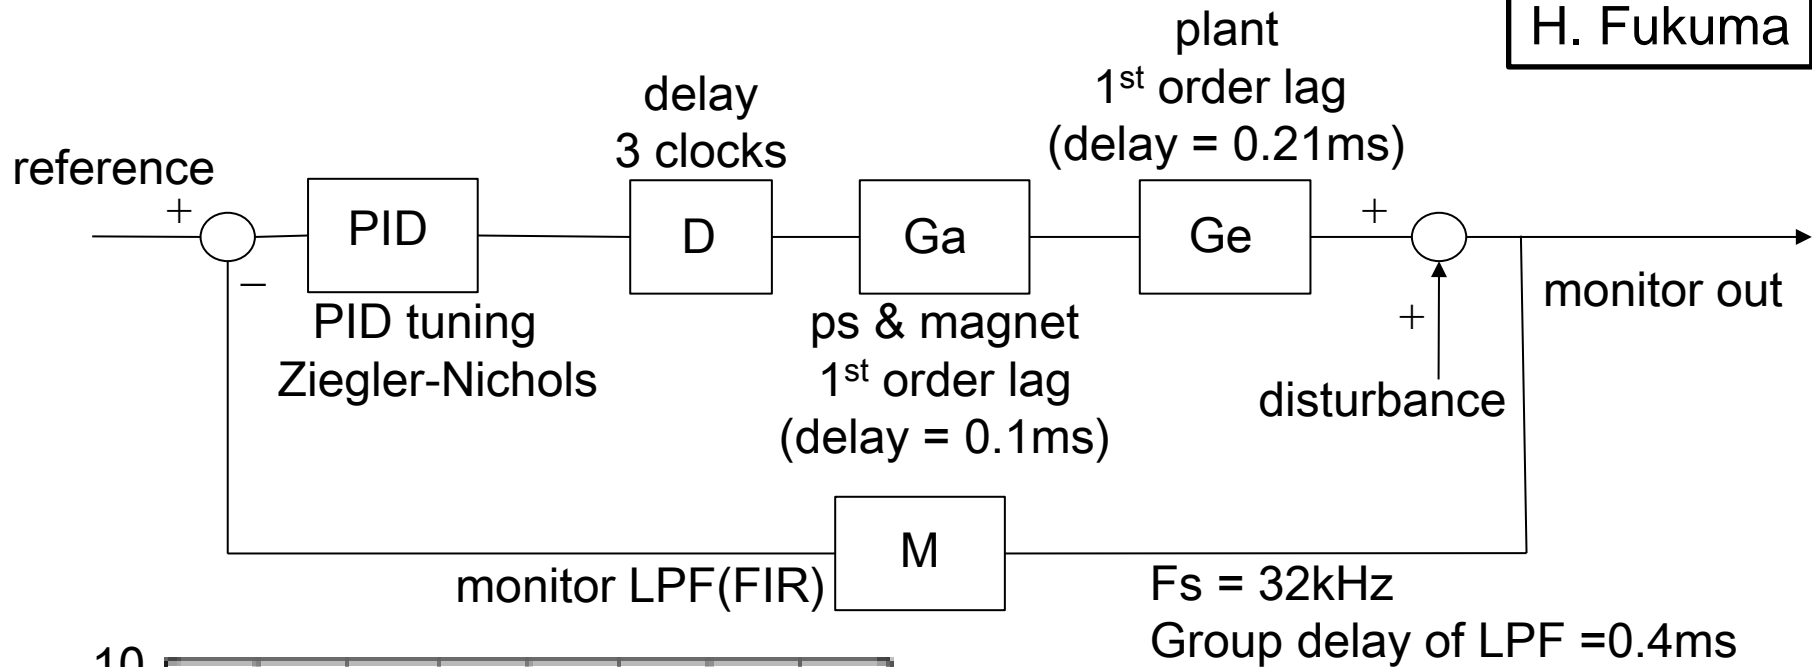 H. Fukuma
plant
1st order lag
(delay = 0.21ms)
delay
3 clocks
reference
+
−
PID
D
Ga
Ge
+
+
monitor out
PID tuning
Ziegler-Nichols
ps & magnet
1st order lag
(delay = 0.1ms)
disturbance
M
monitor LPF(FIR)
Fs = 32kHz
Group delay of LPF =0.4ms
10